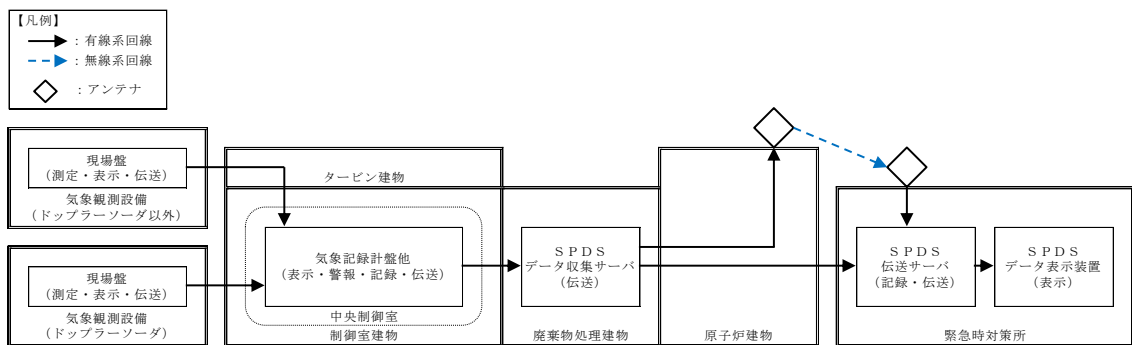 【凡例】
：有線系回線
：無線系回線
：アンテナ
現場盤
（測定・表示・伝送）
気象観測設備
（ドップラーソーダ以外）
現場盤
（測定・表示・伝送）
気象観測設備
（ドップラーソーダ）
タービン建物
気象記録計盤他
（表示・警報・記録・伝送）
中央制御室
制御室建物
ＳＰＤＳ
データ収集サーバ
（伝送）
廃棄物処理建物
原子炉建物
ＳＰＤＳ
伝送サーバ
（記録・伝送）
ＳＰＤＳ
データ表示装置
（表示）
緊急時対策所